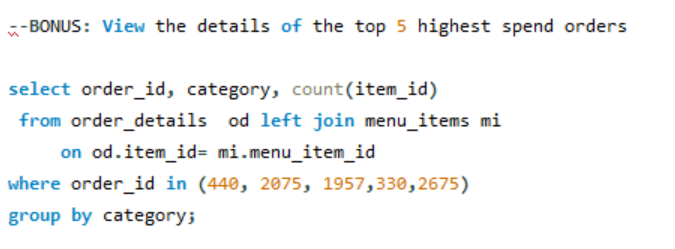 --BONUS: View the details of the top 5 highest spend orders
select order_id, category, count(item_id)
from order_details  od left join menu_items mi
on od.item_id= mi.menu_item_id
where order_id in (440, 2075, 1957,330,2675)
group by category;